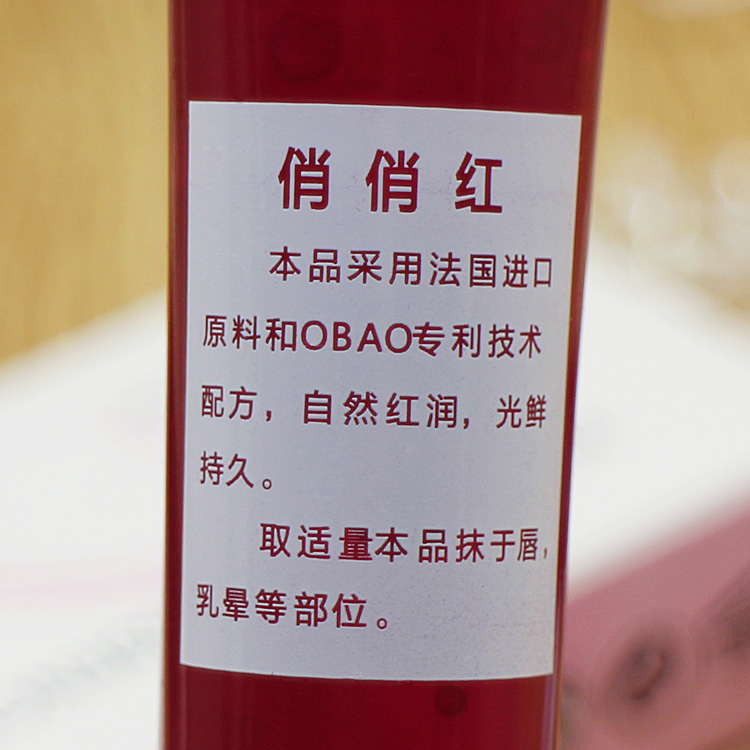 俏俏红
本品采用法国进口
原料和OBAO专利技术
配方，自然红润，光鲜
持久。
取适量本品抹于唇，
乳晕等部位。